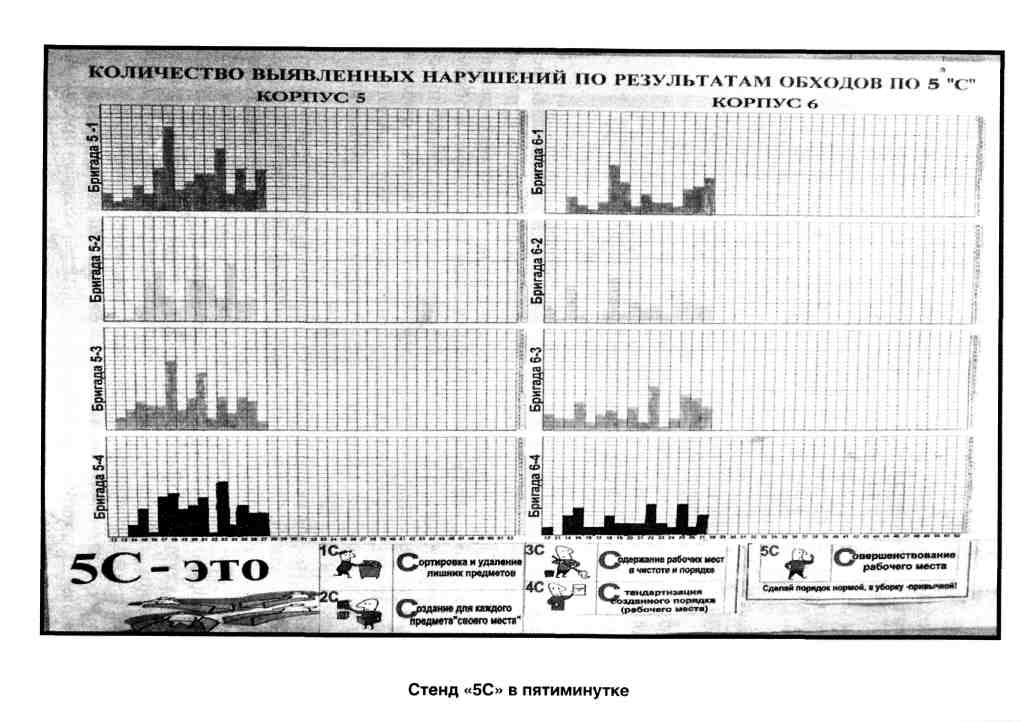 КОЛИЧЕСТВО ВЫЯВЛЕННЫХ НАРУШЕНИЙ ПО РЕЗУЛЬТАТАМ ОБХОДОВ ПО 5 "С"
КОРПУС 5
КОРПУС 6
Бригада 5-1
Бригада 6-1
Бригада 5-2
Бригада 6-2
Бригада 5-3
Бригада 6-3
Бригада 5-4
Бригада 6-4
5С - это
1С
Сортировка и удаление
лишних предметов
2С
Создание для каждого
предмета"своего места"
3С
Содержание рабочих мест
в чистоте и порядке
4С
Стандартизация
созданного порядка
(рабочего места)
5С
Совершенствование
рабочего места
Сделай порядок нормой, а уборку -привычкой!
Стенд «5С» в пятиминутке